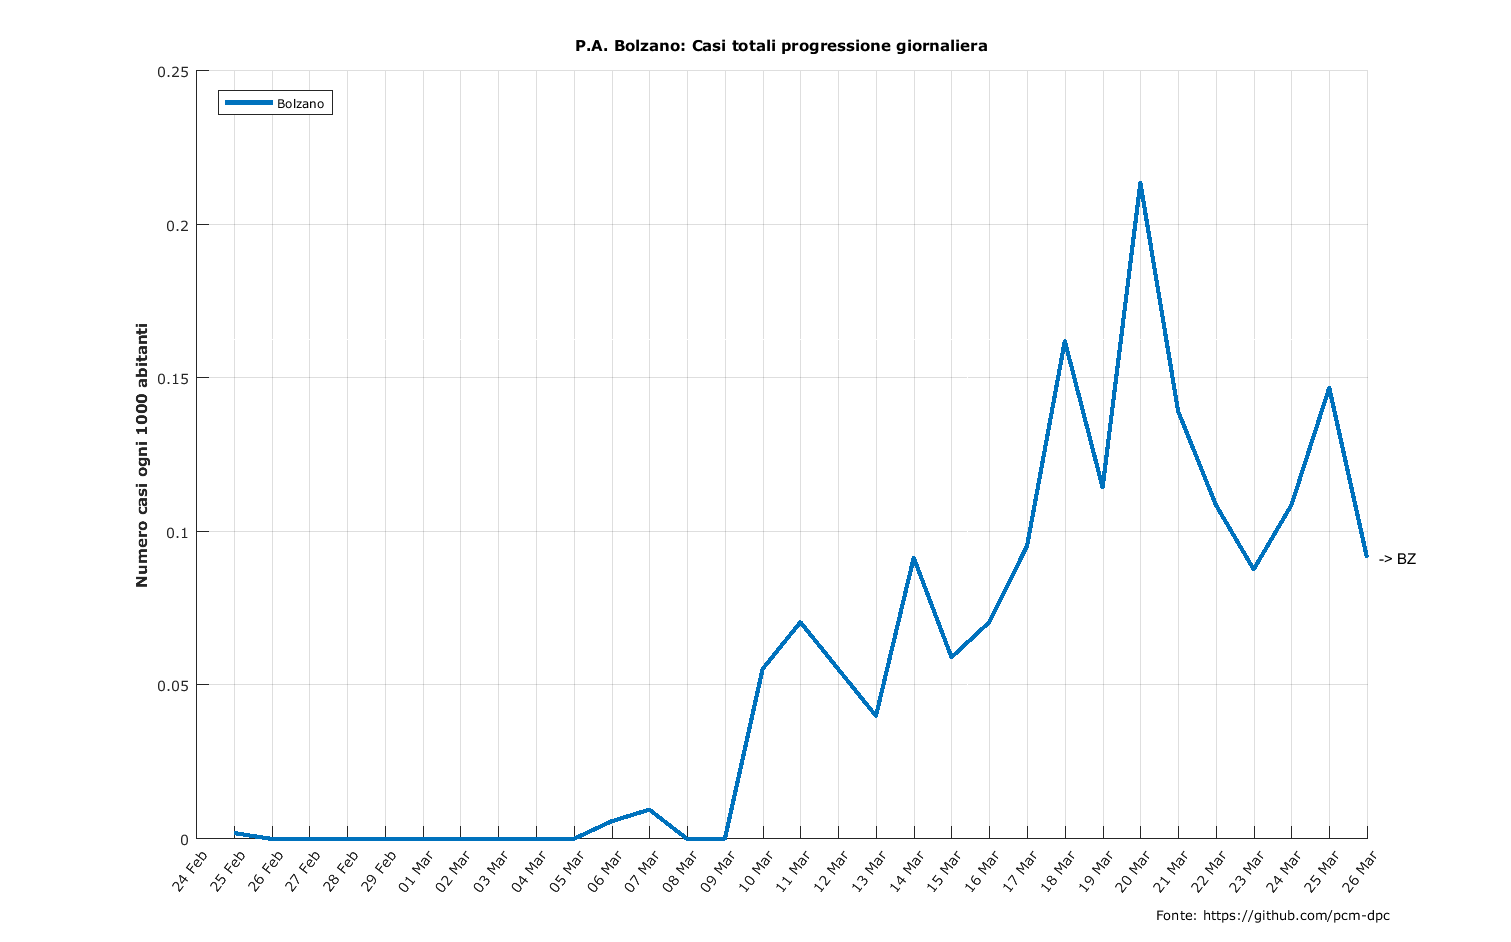 P.A. Bolzano: Casi totali progressione giornaliera
Bolzano
Numero casi ogni 1000 abitanti
0.25
0.2
0.15
0.1
0.05
0
-> BZ
24 Feb
25 Feb
26 Feb
27 Feb
28 Feb
29 Feb
01 Mar
02 Mar
03 Mar
04 Mar
05 Mar
06 Mar
07 Mar
08 Mar
09 Mar
10 Mar
11 Mar
12 Mar
13 Mar
14 Mar
15 Mar
16 Mar
17 Mar
18 Mar
19 Mar
20 Mar
21 Mar
22 Mar
23 Mar
24 Mar
25 Mar
26 Mar
Fonte: https://github.com/pcm-dpc